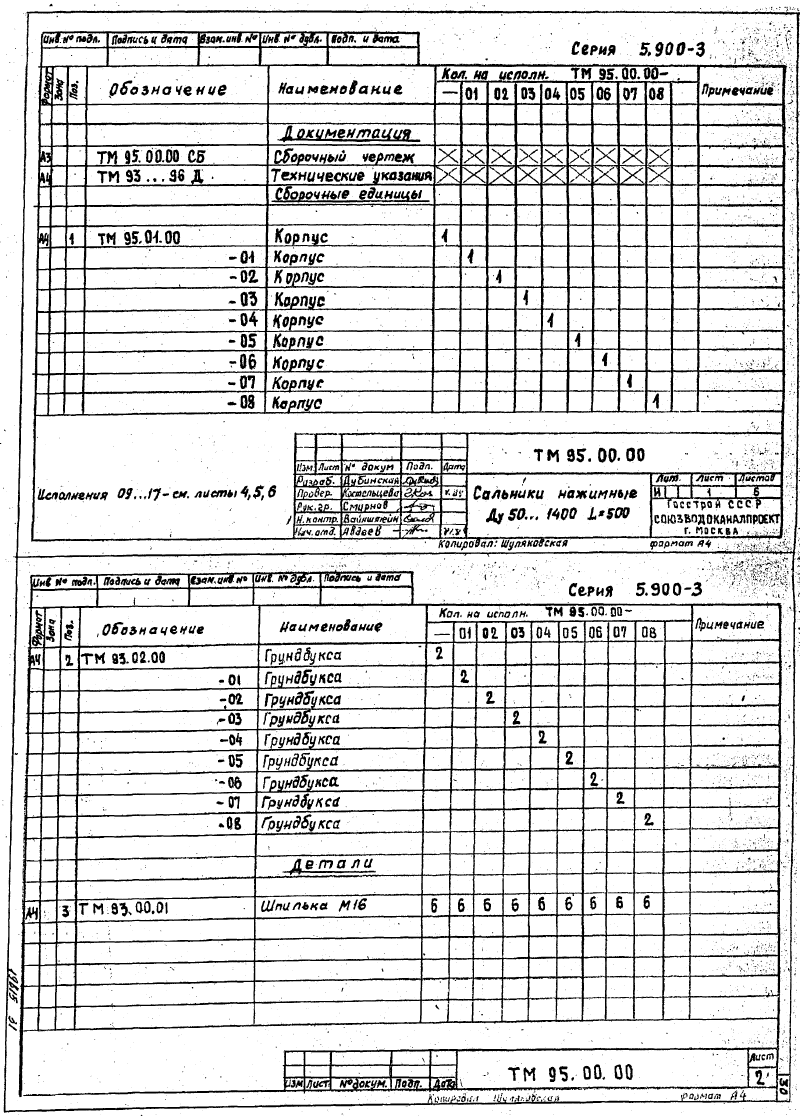 Инв. № подл. Подпись и дата Взам. инв. № Инв. № дубл. Подп. и дата
Серия 5.900-3
Формат Зона Поз. Обозначение Наименование Кол. на исполн. ТМ 95.00.00- Примечание
— 01 02 03 04 05 06 07 08
Документация
А3 ТМ 95.00.00 СБ Сборочный чертеж X X X X X X X X X
А4 ТМ 93...96 Д Технические указания X X X X X X X X X
Сборочные единицы
А4 1 ТМ 95.01.00 Корпус 1
-01 Корпус 1
-02 Корпус 1
-03 Корпус 1
-04 Корпус 1
-05 Корпус 1
-06 Корпус 1
-07 Корпус 1
-08 Корпус 1
Исполнения 09...17-см. листы 4,5,6
ТМ 95.00.00
Изм. Лист № докум Подп. Дата
Разраб. Дубинская
Провер. Костельцева
Рук. гр. Смирнов
Н. контр. Вайнштейн
Нач. отд. Авдеев
Сальники нажимные
Ду 50... 1400 L=500
Лит. Лист Листов
И 1 6
Госстрой СССР
СОЮЗВОДОКАНАЛПРОЕКТ
г. Москва
Копировал: Шуляковская формат А4
Инв № подл. Подпись и дата Взам. инв. № Инв. № дубл. Подпись и дата
Серия 5.900-3
Формат Зона Поз. Обозначение Наименование Кол. на исполн. ТМ 95.00.00- Примечание
— 01 02 03 04 05 06 07 08
А4 2 ТМ 93.02.00 Грундбукса 2
-01 Грундбукса 2
-02 Грундбукса 2
-03 Грундбукса 2
-04 Грундбукса 2
-05 Грундбукса 2
-06 Грундбукса 2
-07 Грундбукса 2
-08 Грундбукса 2
Детали
А4 3 ТМ 93.00.01 Шпилька М16 6 6 6 6 6 6 6 6 6
ТМ 95.00.00
Лист
2
Изм Лист № докум. Подп. Дата
Копировал Шуляковская формат А4
30